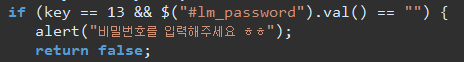 if (key == 13 && $("#lm_password").val() == "") {
alert("비밀번호를 입력해주세요 ㅎㅎ");
return false;